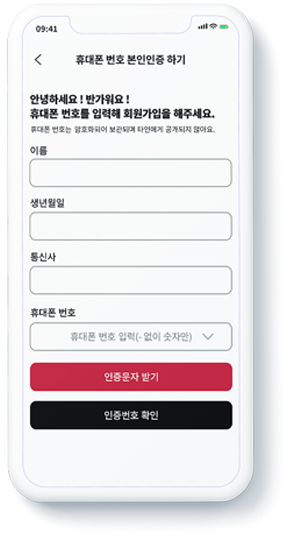 09:41
휴대폰 번호 본인인증 하기
안녕하세요 ! 반가워요 !
휴대폰 번호를 입력해 회원가입을 해주세요.
휴대폰 번호는 암호화되어 보관되며 타인에게 공개되지 않아요.
이름
생년월일
통신사
휴대폰 번호
휴대폰 번호 입력(- 없이 숫자만)
인증문자 받기
인증번호 확인